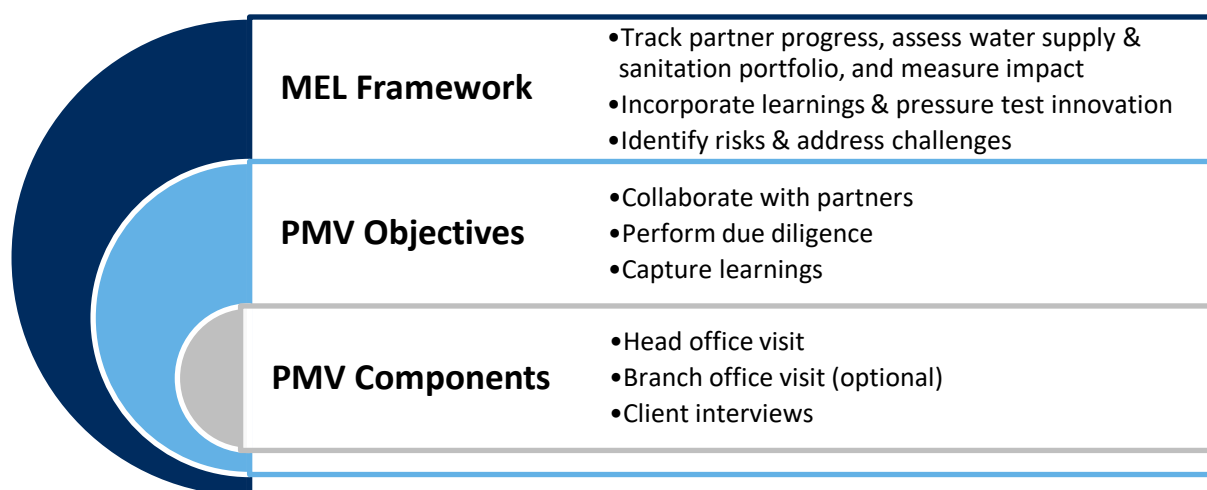 MEL Framework
•Track partner progress, assess water supply &
sanitation portfolio, and measure impact
•Incorporate learnings & pressure test innovation
•Identify risks & address challenges
PMV Objectives
•Collaborate with partners
•Perform due diligence
•Capture learnings
PMV Components
•Head office visit
•Branch office visit (optional)
•Client interviews